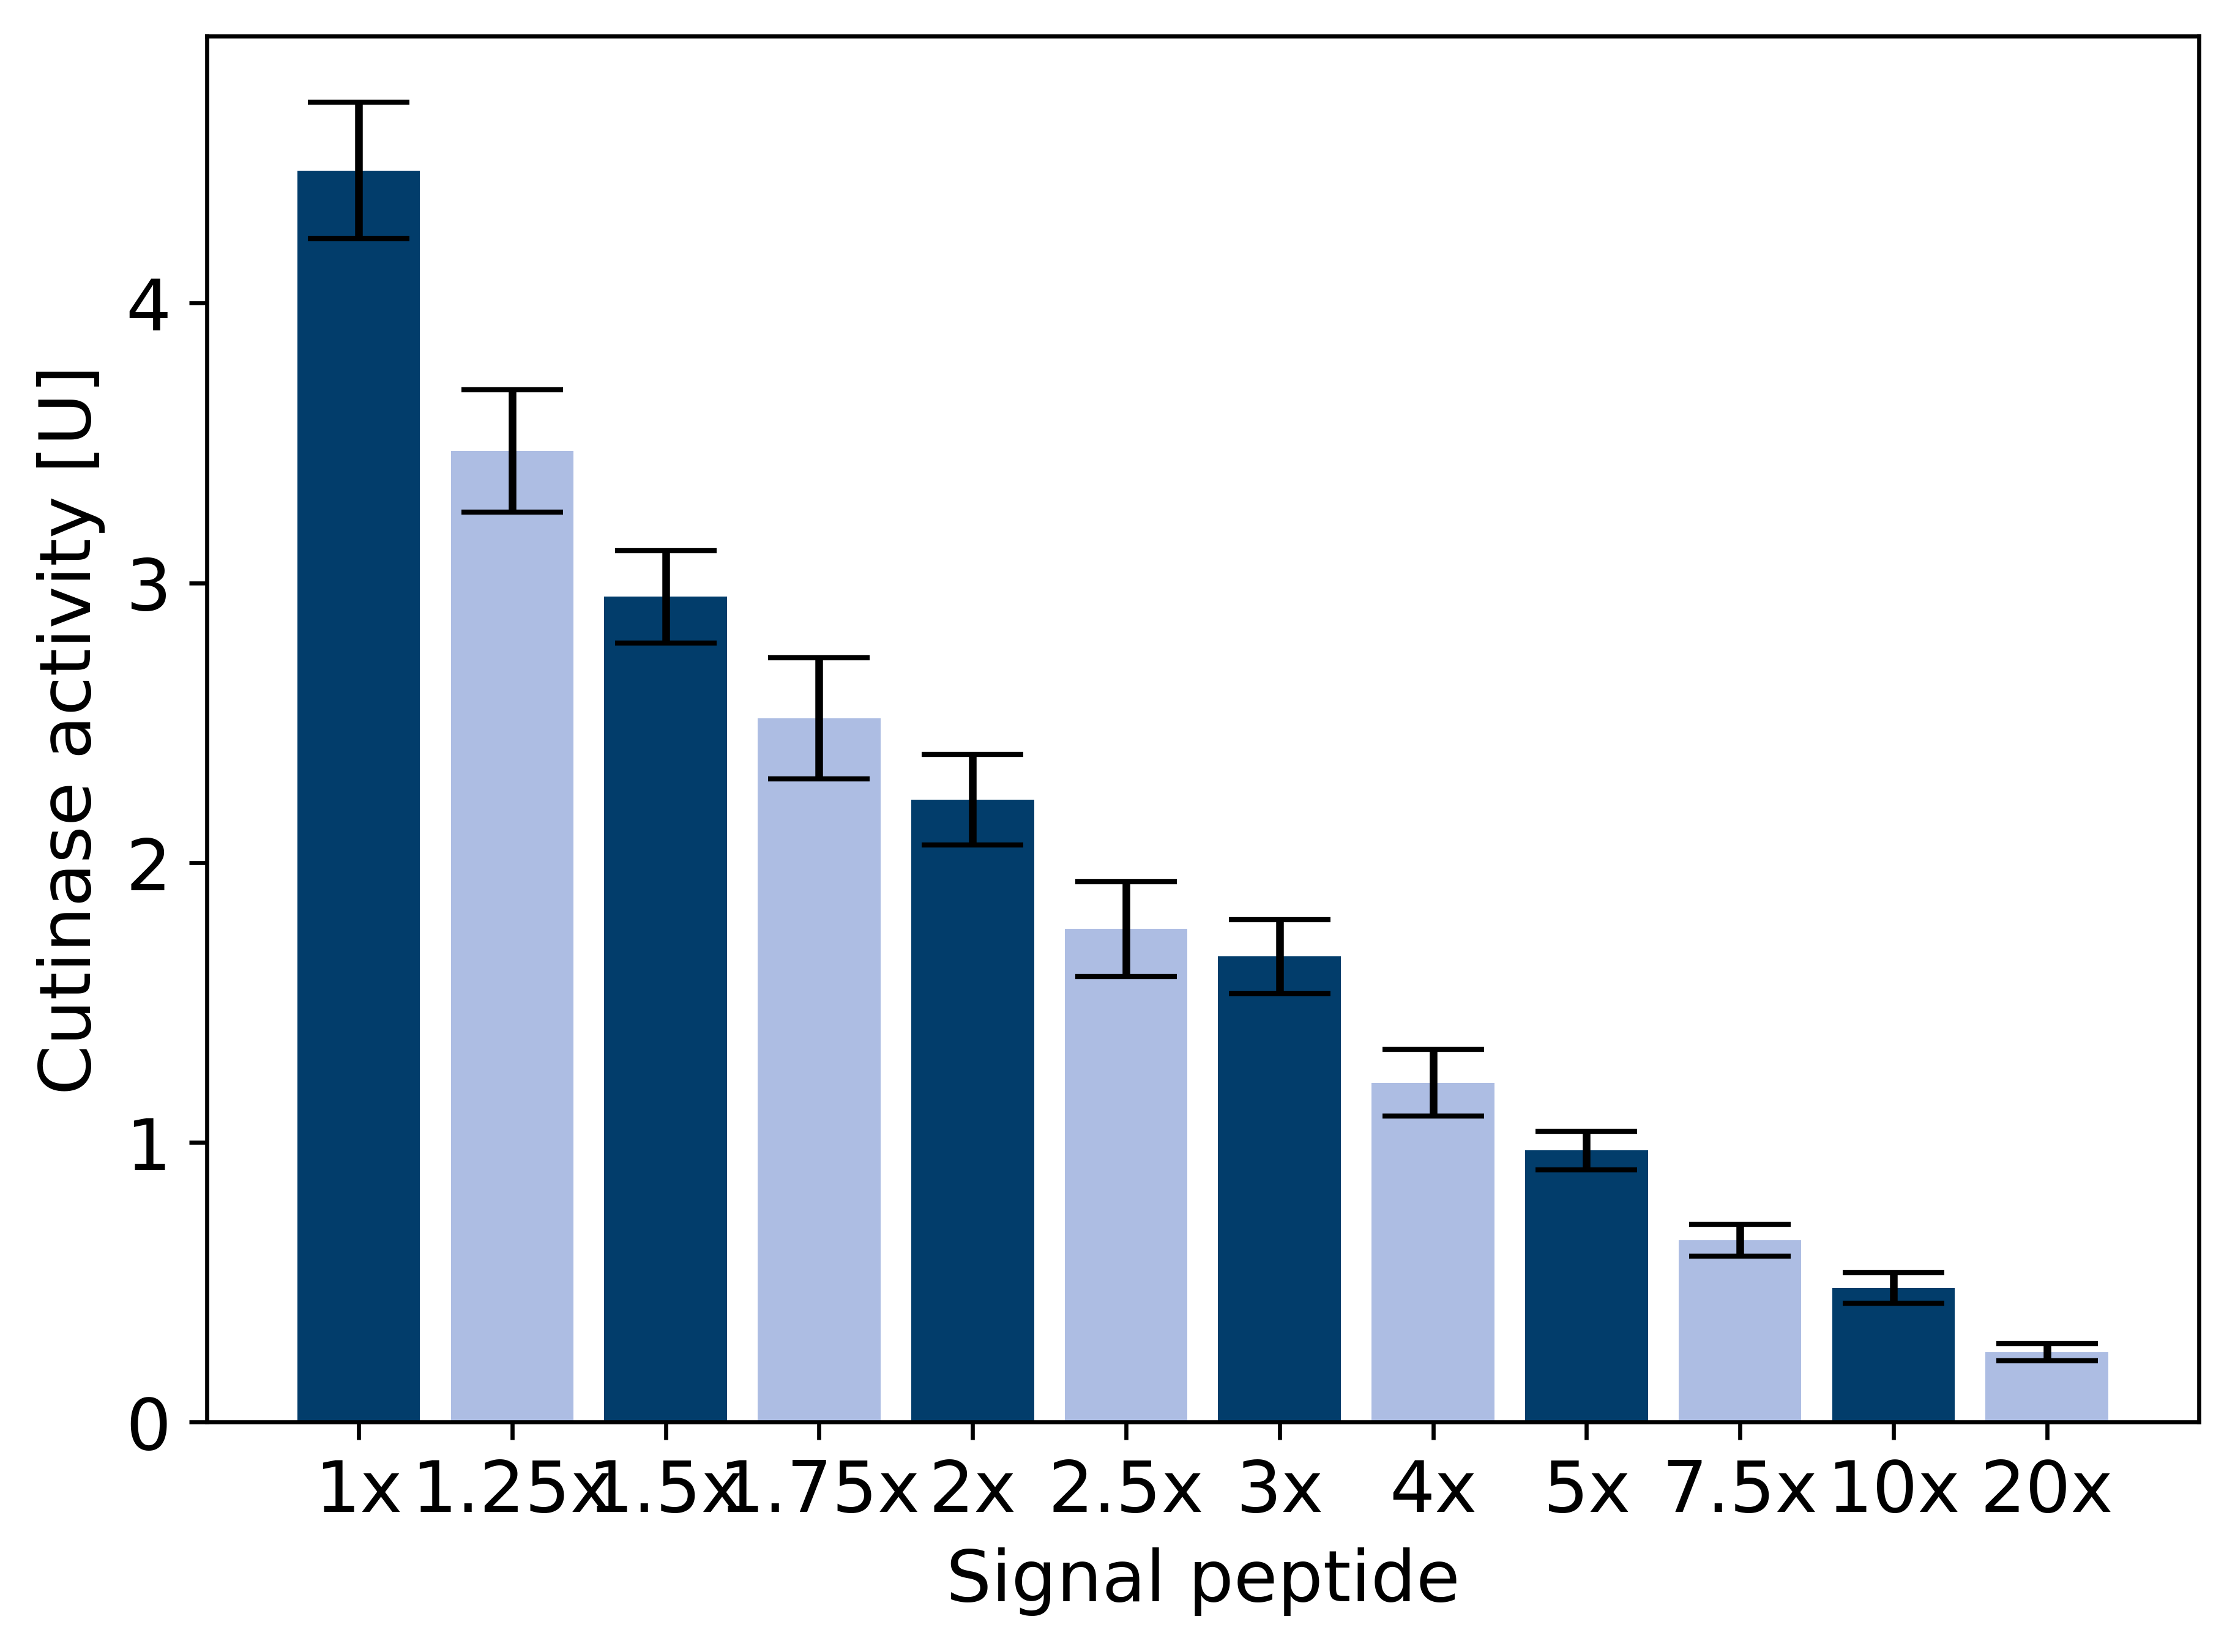 Cutinase activity [U]
4
3
2
1
0
1x 1.25x 1.5x 1.75x 2x 2.5x 3x 4x 5x 7.5x 10x 20x
Signal peptide